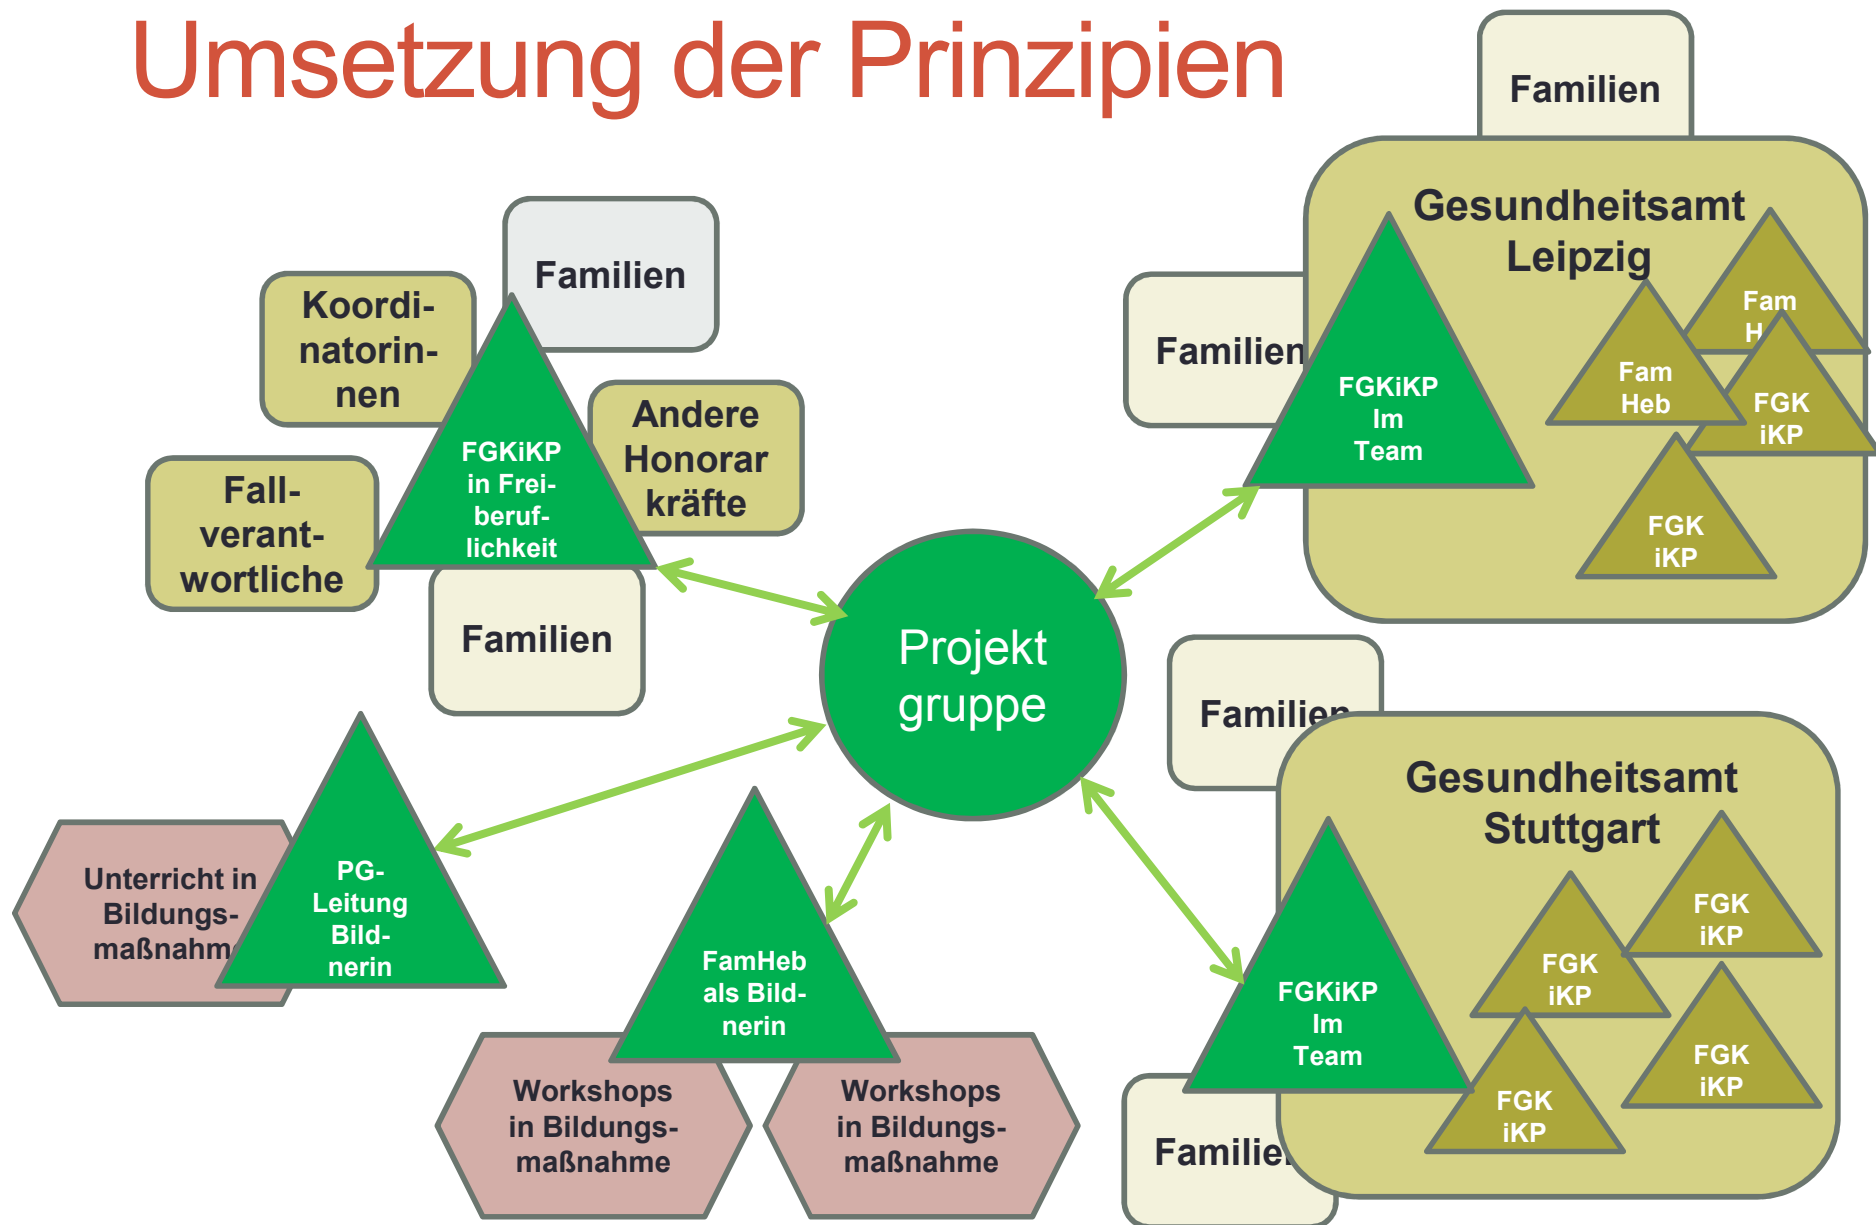 Umsetzung der Prinzipien
Familien
Koordi-
natorin-
nen
Fall-
verant-
wortliche
FGKiKP
in Frei-
beruf-
lichkeit
Andere
Honorar
kräfte
Familien
Projekt
gruppe
Familien
Familien
Gesundheitsamt
Leipzig
FGKiKP
Im
Team
Fam
H
Fam
Heb
FGK
iKP
FGK
iKP
Familien
Gesundheitsamt
Stuttgart
FGKiKP
Im
Team
FGK
iKP
FGK
iKP
FGK
iKP
FGK
iKP
Familie
Unterricht in
Bildungs-
maßnahme
PG-
Leitung
Bild-
nerin
FamHeb
als Bild-
nerin
Workshops
in Bildungs-
maßnahme
Workshops
in Bildungs-
maßnahme